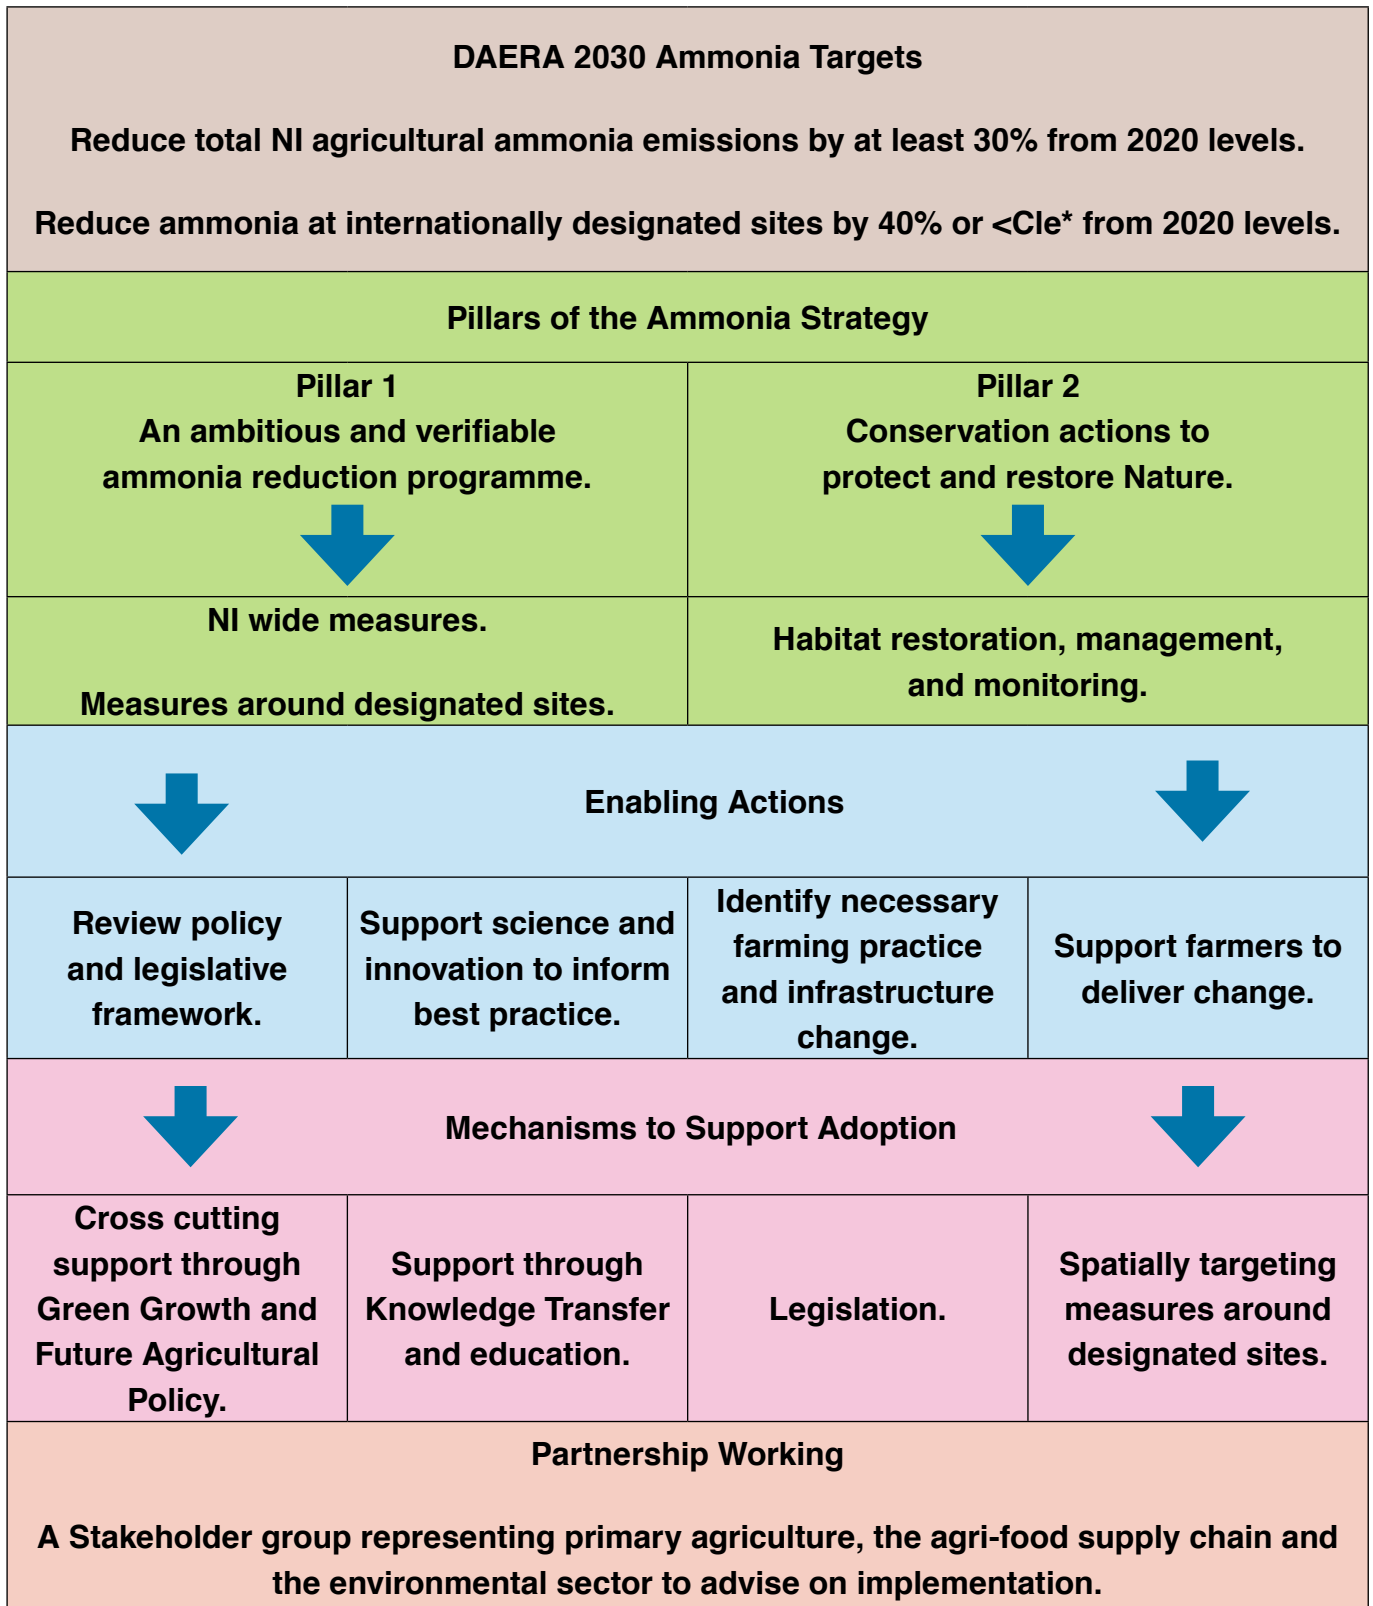 DAERA 2030 Ammonia Targets
Reduce total NI agricultural ammonia emissions by at least 30% from 2020 levels.
Reduce ammonia at internationally designated sites by 40% or <Cle* from 2020 levels.
Pillars of the Ammonia Strategy
Pillar 1
An ambitious and verifiable
ammonia reduction programme.
Pillar 2
Conservation actions to
protect and restore Nature.
NI wide measures.
Measures around designated sites.
Habitat restoration, management,
and monitoring.
Enabling Actions
Review policy
and legislative
framework.
Support science and
innovation to inform
best practice.
Identify necessary
farming practice
and infrastructure
change.
Support farmers to
deliver change.
Mechanisms to Support Adoption
Cross cutting
support through
Green Growth and
Future Agricultural
Policy.
Support through
Knowledge Transfer
and education.
Legislation.
Spatially targeting
measures around
designated sites.
Partnership Working
A Stakeholder group representing primary agriculture, the agri-food supply chain and
the environmental sector to advise on implementation.